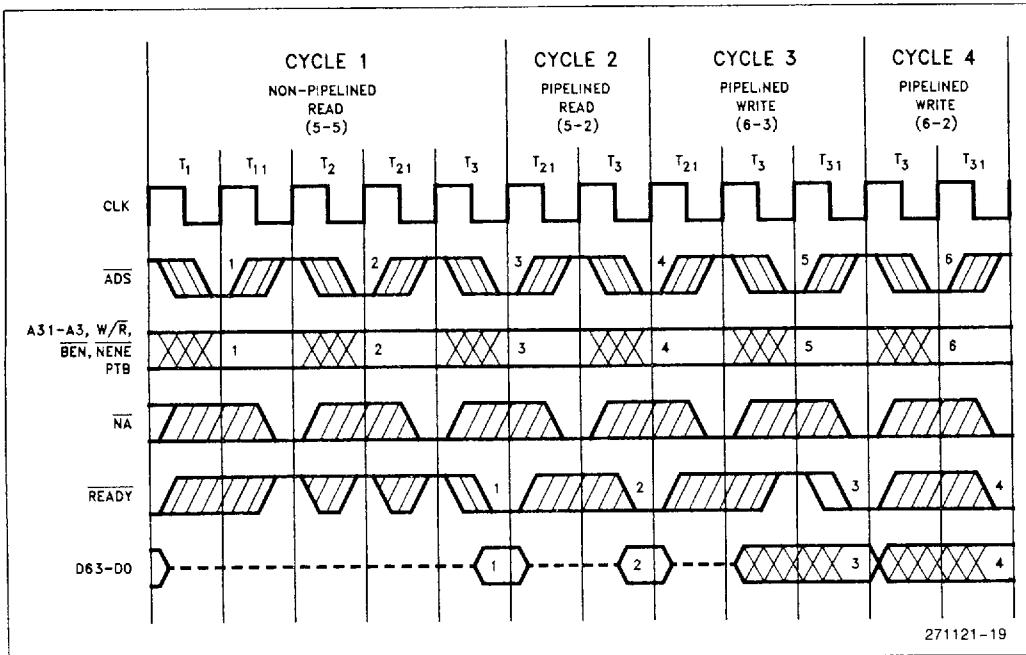 CYCLE 1
NON-PIPELINED
READ
(5-5)
CYCLE 2
PIPELINED
READ
(5-2)
CYCLE 3
PIPELINED
WRITE
(6-3)
CYCLE 4
PIPELINED
WRITE
(6-2)
T1 T11 T2 T21 T3 T21 T3 T21 T3 T31 T3 T31
CLK
ADS 1 2 3 4 5 6
A31-A3, W/R,
BEN, NENE
PTB
1 2 3 4 5 6
NA
READY 1 2 3 4
D63-D0 1 2 3 4
271121-19